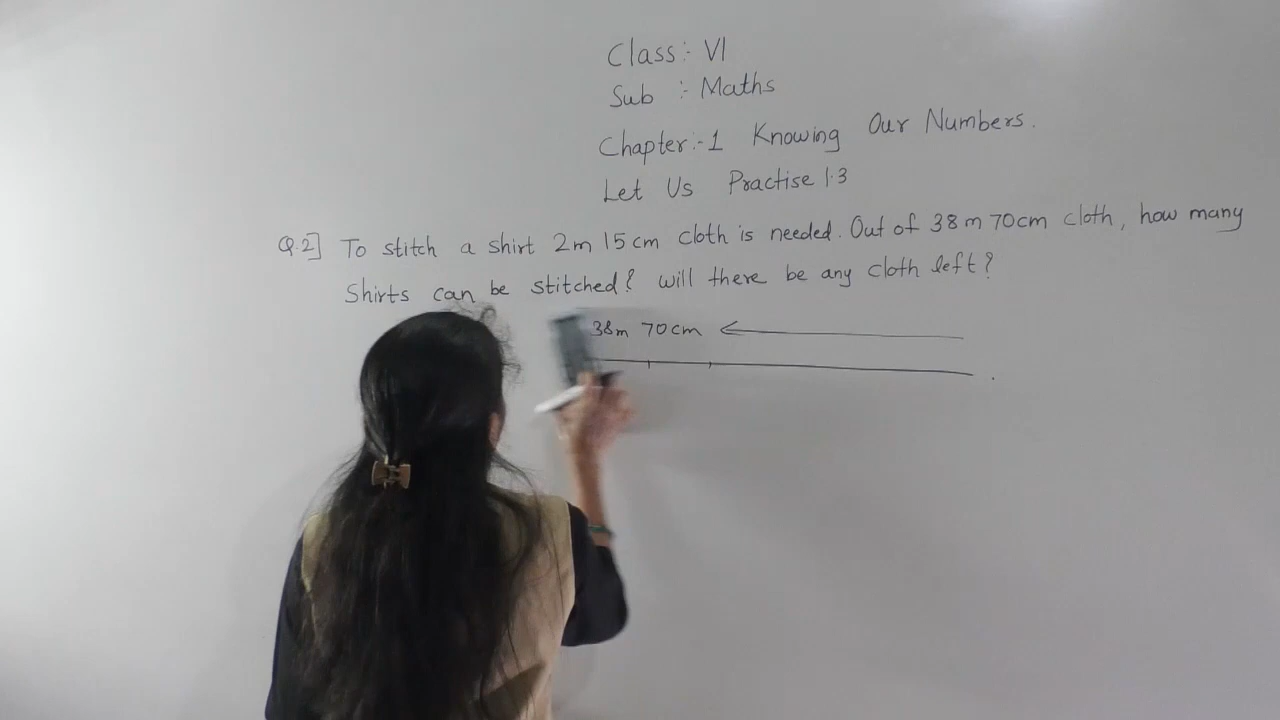 Class:- VI
Sub :- Maths
Chapter:-1 Knowing Our Numbers.
Let Us Practise 1.3
Q.2] To stitch a shirt 2m 15cm cloth is needed. Out of 38m 70cm cloth, how many
Shirts can be stitched? will there be any cloth left?
38m 70cm